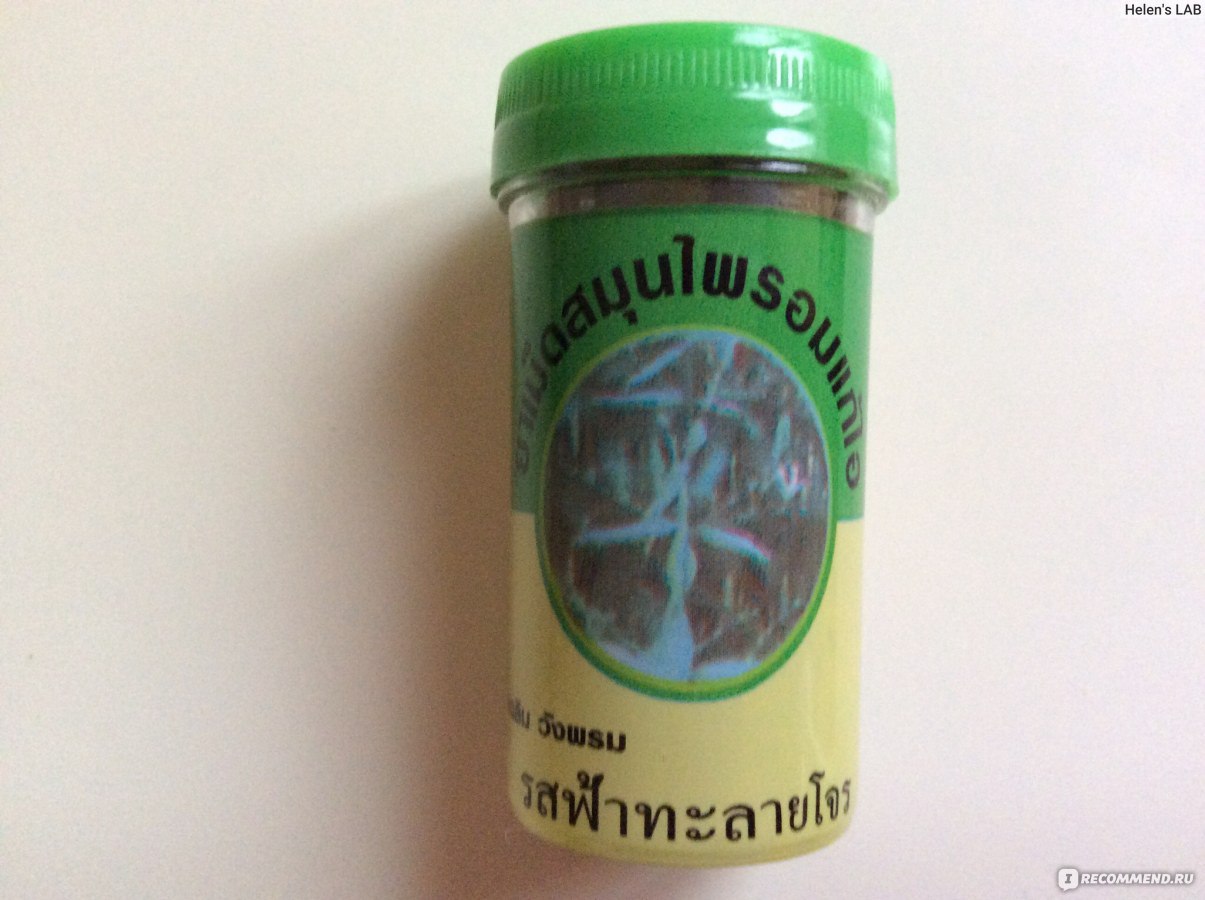 Helen's LAB
ยาเม็ดสมุนไพรอมแก้ไอ
วังพรม
รสฟ้าทะลายโจร
IRECOMMEND.RU